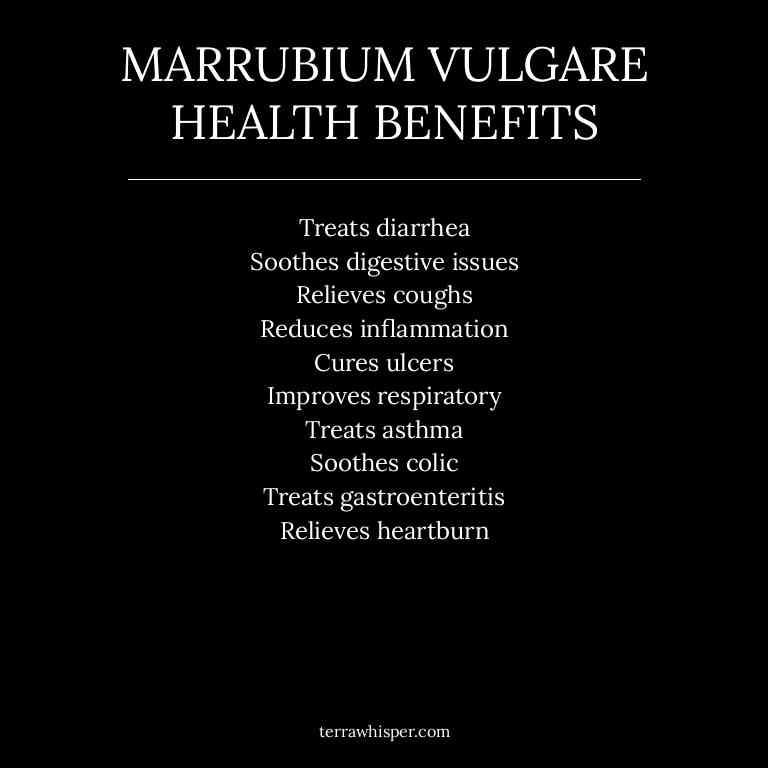 MARRUBIUM VULGARE
HEALTH BENEFITS
Treats diarrhea
Soothes digestive issues
Relieves coughs
Reduces inflammation
Cures ulcers
Improves respiratory
Treats asthma
Soothes colic
Treats gastroenteritis
Relieves heartburn
terrawhisper.com